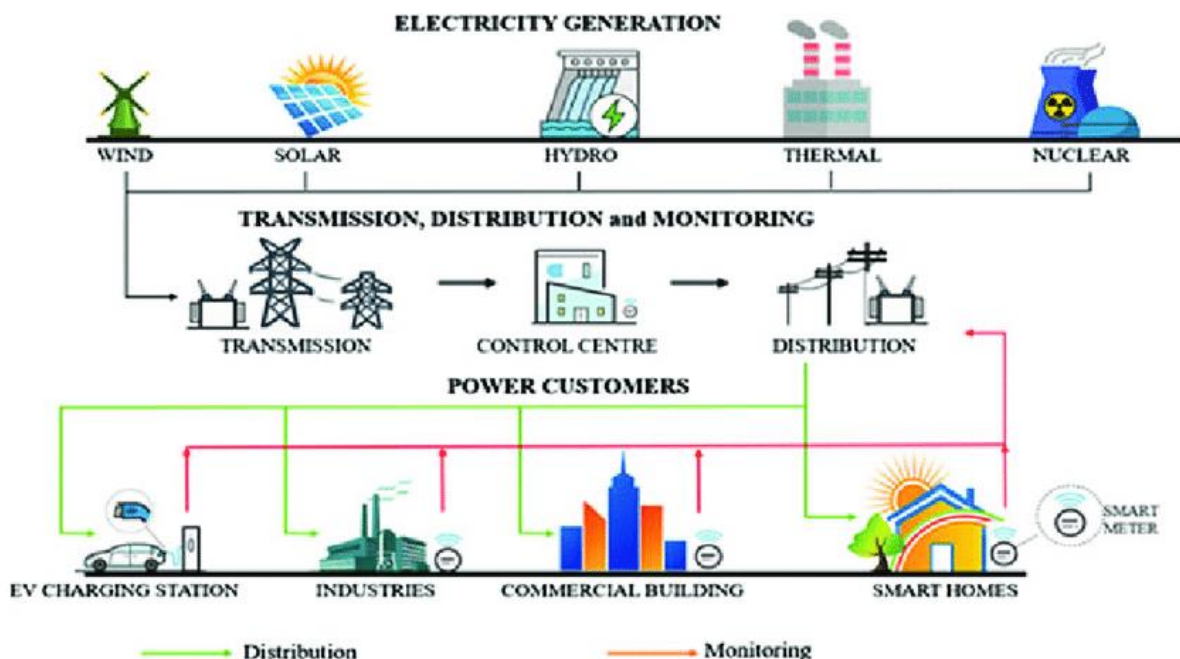 ELECTRICITY GENERATION
WIND
SOLAR
HYDRO
THERMAL
NUCLEAR
TRANSMISSION, DISTRIBUTION and MONITORING
TRANSMISSION
CONTROL CENTRE
DISTRIBUTION
POWER CUSTOMERS
SMART
METER
EV CHARGING STATION
INDUSTRIES
COMMERCIAL BUILDING
SMART HOMES
Distribution
Monitoring